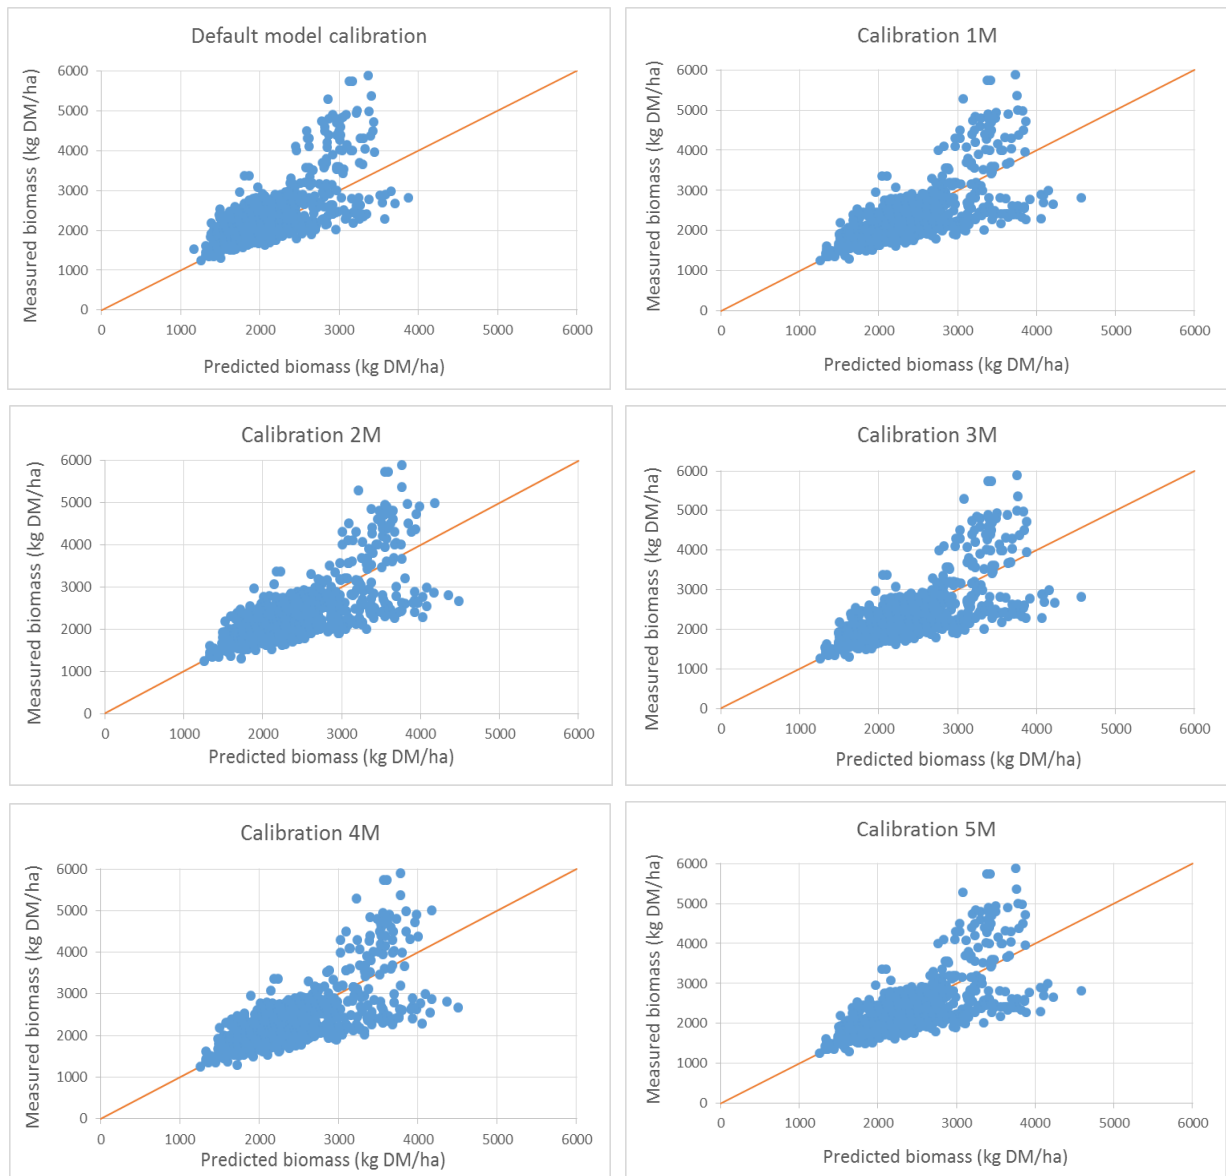 Default model calibration
Measured biomass (kg DM/ha)
6000
5000
4000
3000
2000
1000
0
0 1000 2000 3000 4000 5000 6000
Predicted biomass (kg DM/ha)
Calibration 1M
Measured biomass (kg DM/ha)
6000
5000
4000
3000
2000
1000
0
0 1000 2000 3000 4000 5000 6000
Predicted biomass (kg DM/ha)
Calibration 2M
Measured biomass (kg DM/ha)
6000
5000
4000
3000
2000
1000
0
0 1000 2000 3000 4000 5000 6000
Predicted biomass (kg DM/ha)
Calibration 3M
Measured biomass (kg DM/ha)
6000
5000
4000
3000
2000
1000
0
0 1000 2000 3000 4000 5000 6000
Predicted biomass (kg DM/ha)
Calibration 4M
Measured biomass (kg DM/ha)
6000
5000
4000
3000
2000
1000
0
0 1000 2000 3000 4000 5000 6000
Predicted biomass (kg DM/ha)
Calibration 5M
Measured biomass (kg DM/ha)
6000
5000
4000
3000
2000
1000
0
0 1000 2000 3000 4000 5000 6000
Predicted biomass (kg DM/ha)